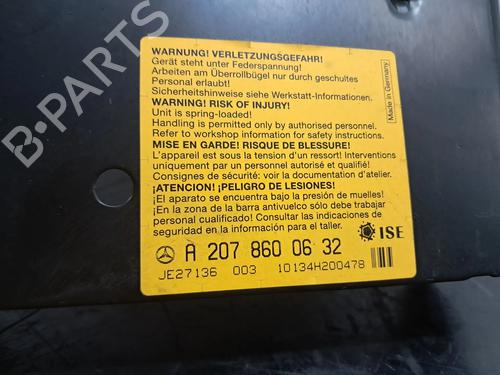 WARNUNG! VERLETZUNGSGEFAHR!
Gerät steht unter Federspannung!
Arbeiten am Überrollbügel nur durch geschultes
Personal erlaubt!
Sicherheitshinweise siehe Werkstatt-Informationen.
WARNING! RISK OF INJURY!
Unit is spring-loaded!
Handling is permitted only by authorised personnel.
Refer to workshop information for safety instructions.
MISE EN GARDE! RISQUE DE BLESSURE!
L'appareil est sous la tension d'un ressort! Interventions
uniquement par un personnel autorisé et qualifié!
Consignes de sécurité: voir la documentation d'atelier.
¡ATENCION! ¡PELIGRO DE LESIONES!
¡El aparato se encuentra bajo la presión de muelles!
¡En la zona de la barra antivuelco sólo debe trabajar
personal cualificado! Consultar las indicaciones de
seguridad en la información para el taller.
Made in Germany
A 207 860 06 32
ISE
JE27136 003 10134H200478
B-PARTS